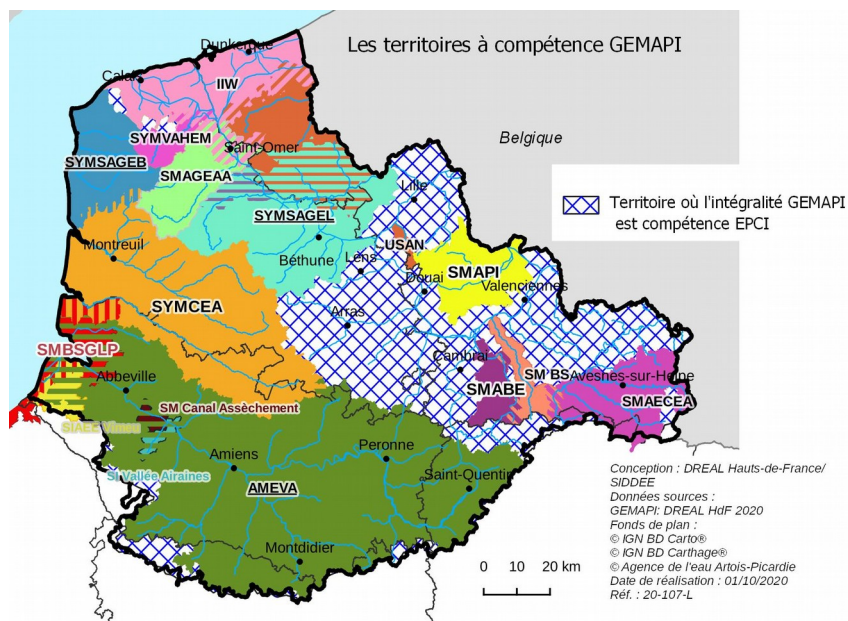 Les territoires à compétence GEMAPI
Dunkerque
Calais
IIW
Belgique
SYMVAHEM
Saint-Omer
SYMSAGEB
SMAGEAA
Lille
Territoire où l'intégralité GEMAPI
est compétence EPCI
SYMSAGEL
Montreuil
USAN
Béthune
Lens
SMAPI
Douai
Valenciennes
SYMCEA
Arras
SMBSGLP
Cambrai
SM BS
Avesnes-sur-Helpe
Abbeville
SMABE
SMAECEA
SM Canal Assèchement
SIAEE Vimeu
Amiens
Peronne
SI Vallée Airaines
Saint-Quentin
AMEVA
Montdidier
0 10 20 km
Conception : DREAL Hauts-de-France/
SIDDEE
Données sources :
GEMAPI: DREAL HdF 2020
Fonds de plan :
© IGN BD Carto®
© IGN BD Carthage®
© Agence de l'eau Artois-Picardie
Date de réalisation : 01/10/2020
Réf. : 20-107-L